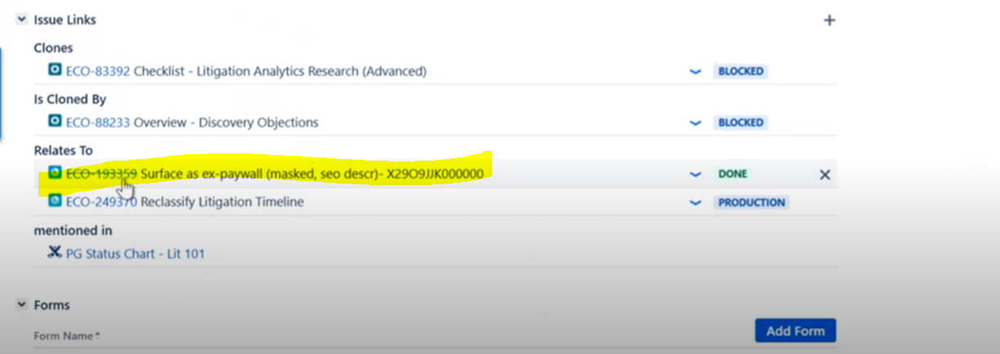 Issue Links
Clones
ECO-83392 Checklist - Litigation Analytics Research (Advanced) BLOCKED
Is Cloned By
ECO-88233 Overview - Discovery Objections BLOCKED
Relates To
ECO-193359 Surface as ex-paywall (masked, seo descr)- X29O9JJK000000 DONE
ECO-249370 Reclassify Litigation Timeline PRODUCTION
mentioned in
PG Status Chart - Lit 101
Forms
Form Name
Add Form